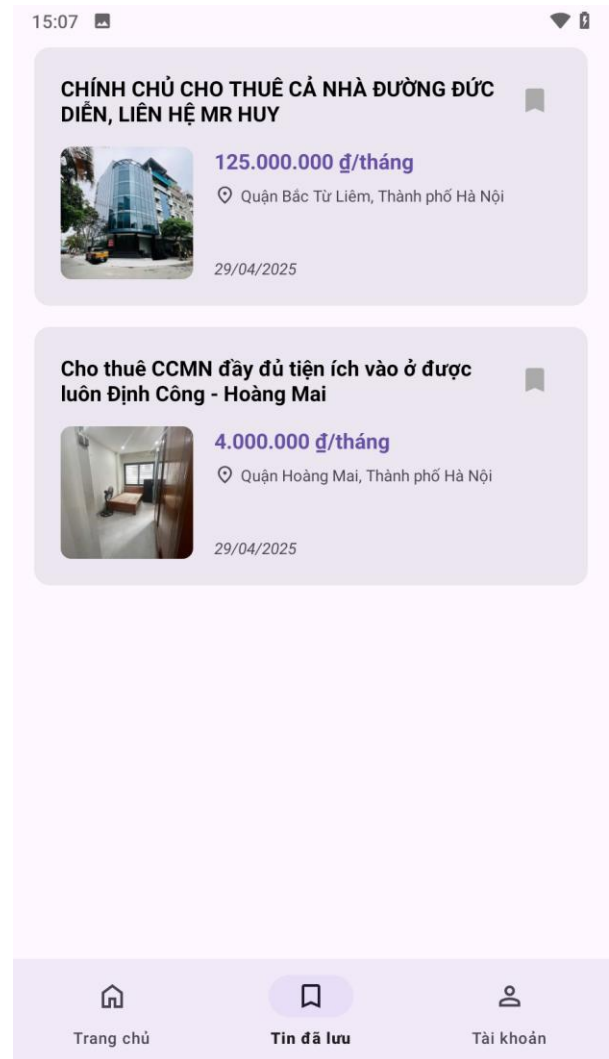 15:07
CHÍNH CHỦ CHO THUÊ CẢ NHÀ ĐƯỜNG ĐỨC
DIỄN, LIÊN HỆ MR HUY
125.000.000 ₫/tháng
Quận Bắc Từ Liêm, Thành phố Hà Nội
29/04/2025
Cho thuê CCMN đầy đủ tiện ích vào ở được
luôn Định Công - Hoàng Mai
4.000.000 ₫/tháng
Quận Hoàng Mai, Thành phố Hà Nội
29/04/2025
Trang chủ
Tin đã lưu
Tài khoản